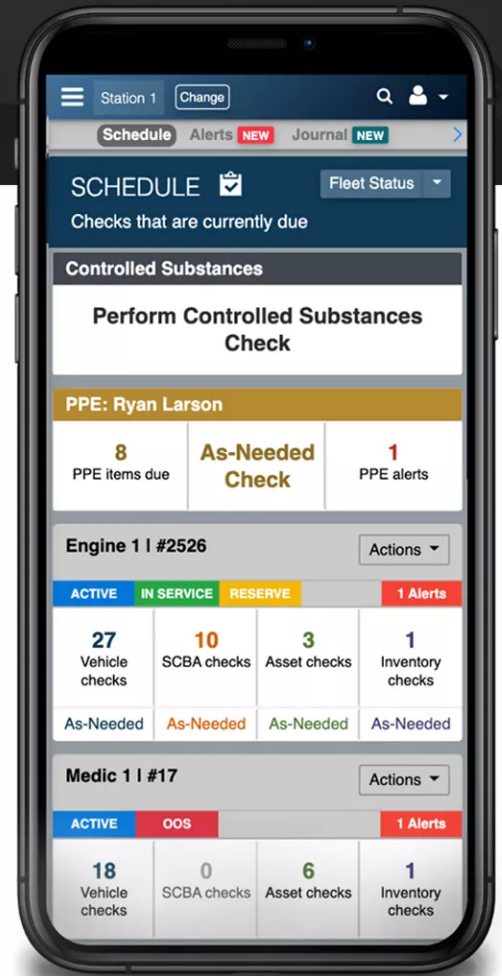 Station 1 Change
Schedule Alerts NEW Journal NEW
SCHEDULE Fleet Status
Checks that are currently due
Controlled Substances
Perform Controlled Substances
Check
PPE: Ryan Larson
8 As-Needed 1
PPE items due Check PPE alerts
Engine 1 | #2526 Actions
ACTIVE IN SERVICE RESERVE 1 Alerts
27 10 3 1
Vehicle SCBA checks Asset checks Inventory
checks checks
As-Needed As-Needed As-Needed As-Needed
Medic 1 | #17 Actions
ACTIVE OOS 1 Alerts
18 0 6 1
Vehicle SCBA checks Asset checks Inventory
checks checks